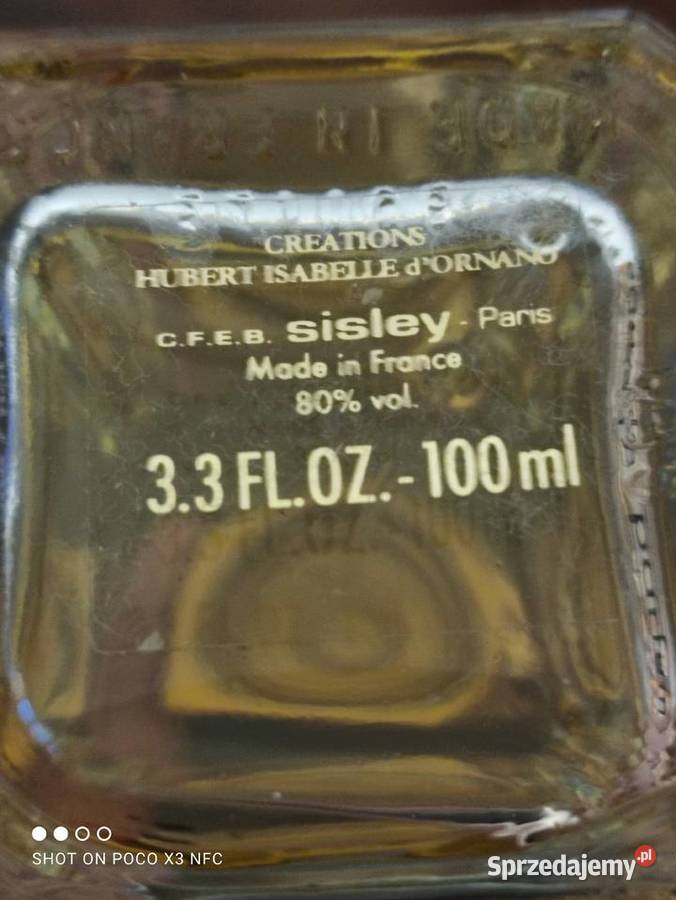 CREATIONS
HUBERT ISABELLE d'ORNANO
C.F.E.B. sisley - Paris
Made in France
80% vol.
3.3 FL.OZ. - 100 ml
SHOT ON POCO X3 NFC
Sprzedajemy.pl